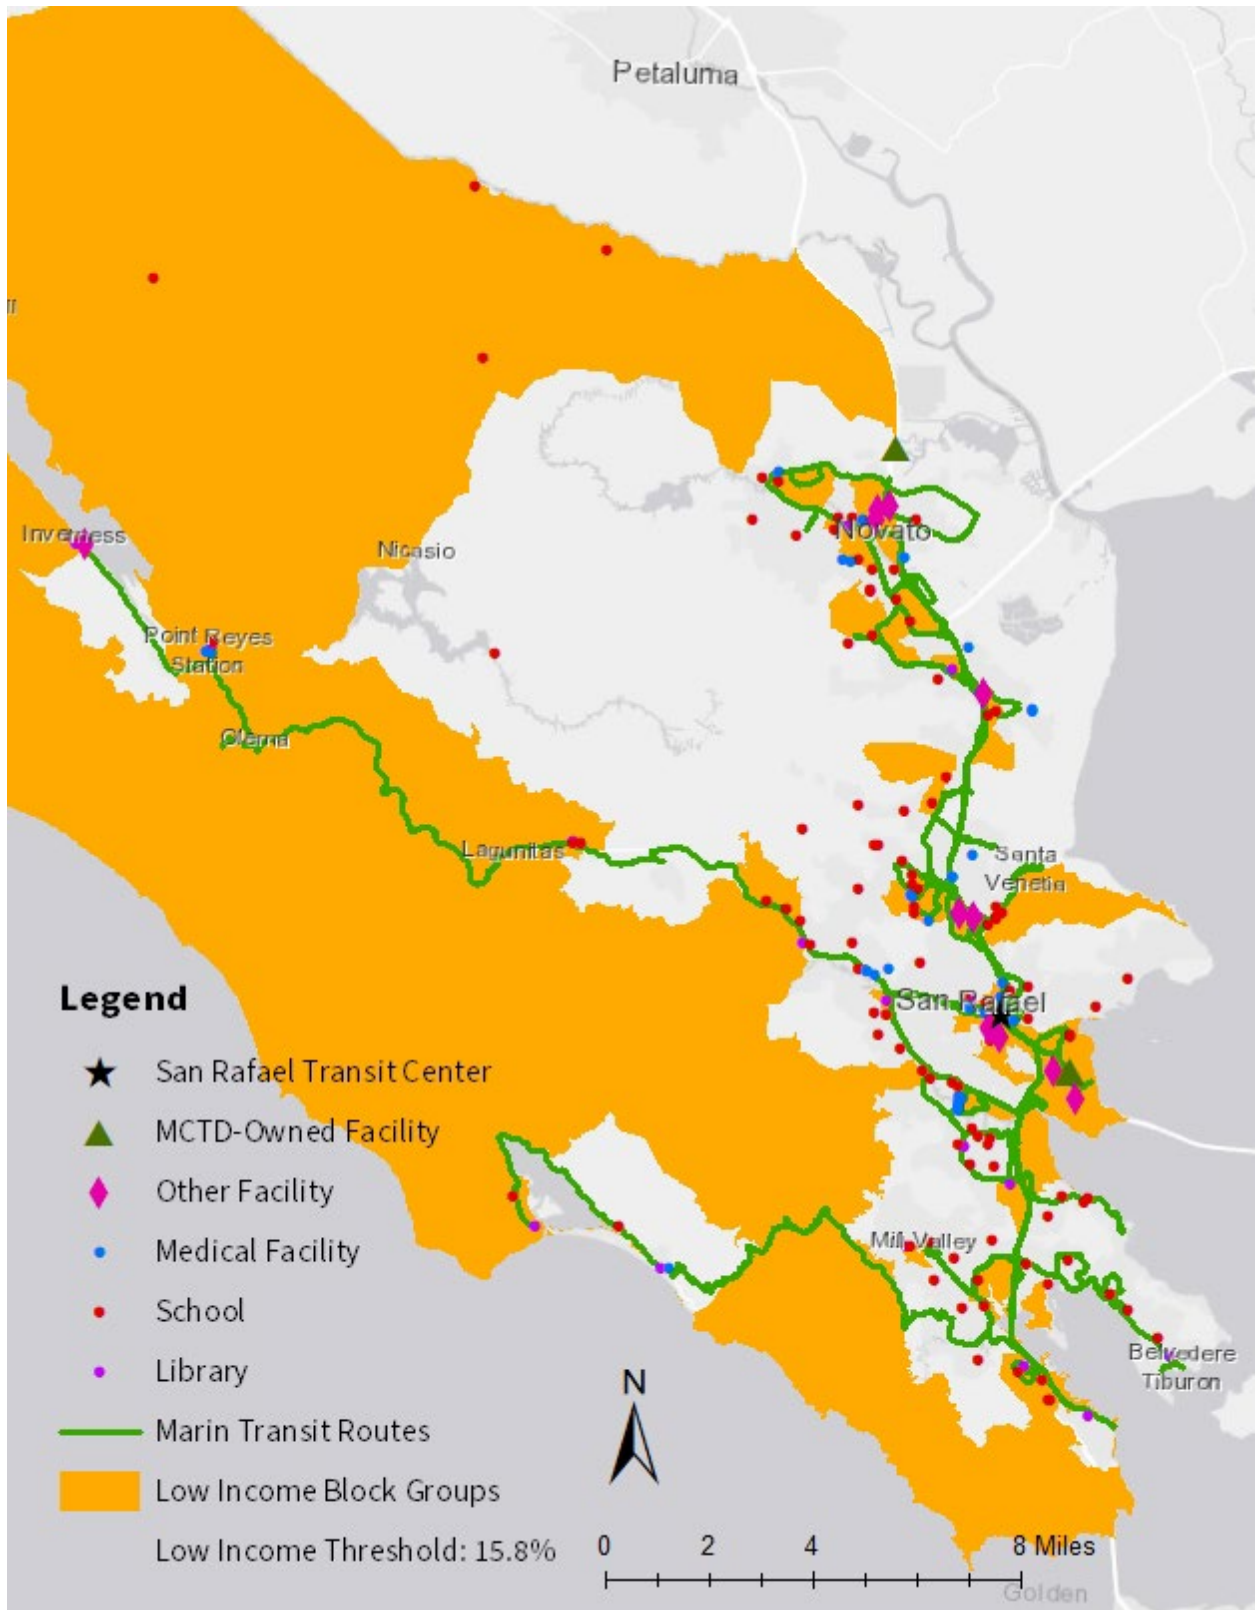 Petaluma
Inverness
Nicasio
Novato
Point Reyes
Station
Olema
Lagunitas
Santa
Venetia
San Rafael
Legend
San Rafael Transit Center
MCTD-Owned Facility
Other Facility
Medical Facility
School
Library
Marin Transit Routes
Low Income Block Groups
Low Income Threshold: 15.8%
Mill Valley
Belvedere
Tiburon
N
0 2 4 8 Miles
Golden